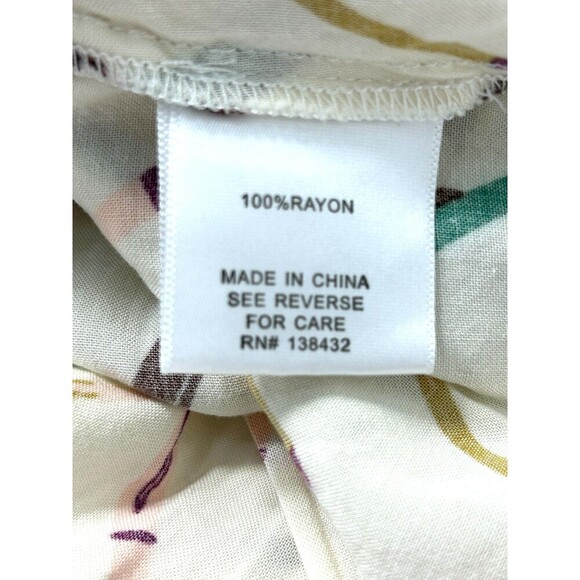 100%RAYON
MADE IN CHINA
SEE REVERSE
FOR CARE
RN# 138432